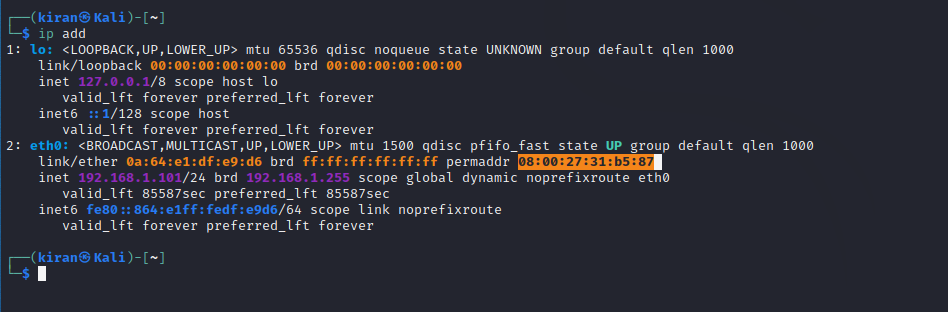 ┌──(kiran㉿Kali)-[~]
└─$ ip add
1: lo: <LOOPBACK,UP,LOWER_UP> mtu 65536 qdisc noqueue state UNKNOWN group default qlen 1000
    link/loopback 00:00:00:00:00:00 brd 00:00:00:00:00:00
    inet 127.0.0.1/8 scope host lo
       valid_lft forever preferred_lft forever
    inet6 ::1/128 scope host
       valid_lft forever preferred_lft forever
2: eth0: <BROADCAST,MULTICAST,UP,LOWER_UP> mtu 1500 qdisc pfifo_fast state UP group default qlen 1000
    link/ether 0a:64:e1:df:e9:d6 brd ff:ff:ff:ff:ff:ff permaddr 08:00:27:31:b5:87
    inet 192.168.1.101/24 brd 192.168.1.255 scope global dynamic noprefixroute eth0
       valid_lft 85587sec preferred_lft 85587sec
    inet6 fe80::864:e1ff:fedf:e9d6/64 scope link noprefixroute
       valid_lft forever preferred_lft forever
┌──(kiran㉿Kali)-[~]
└─$